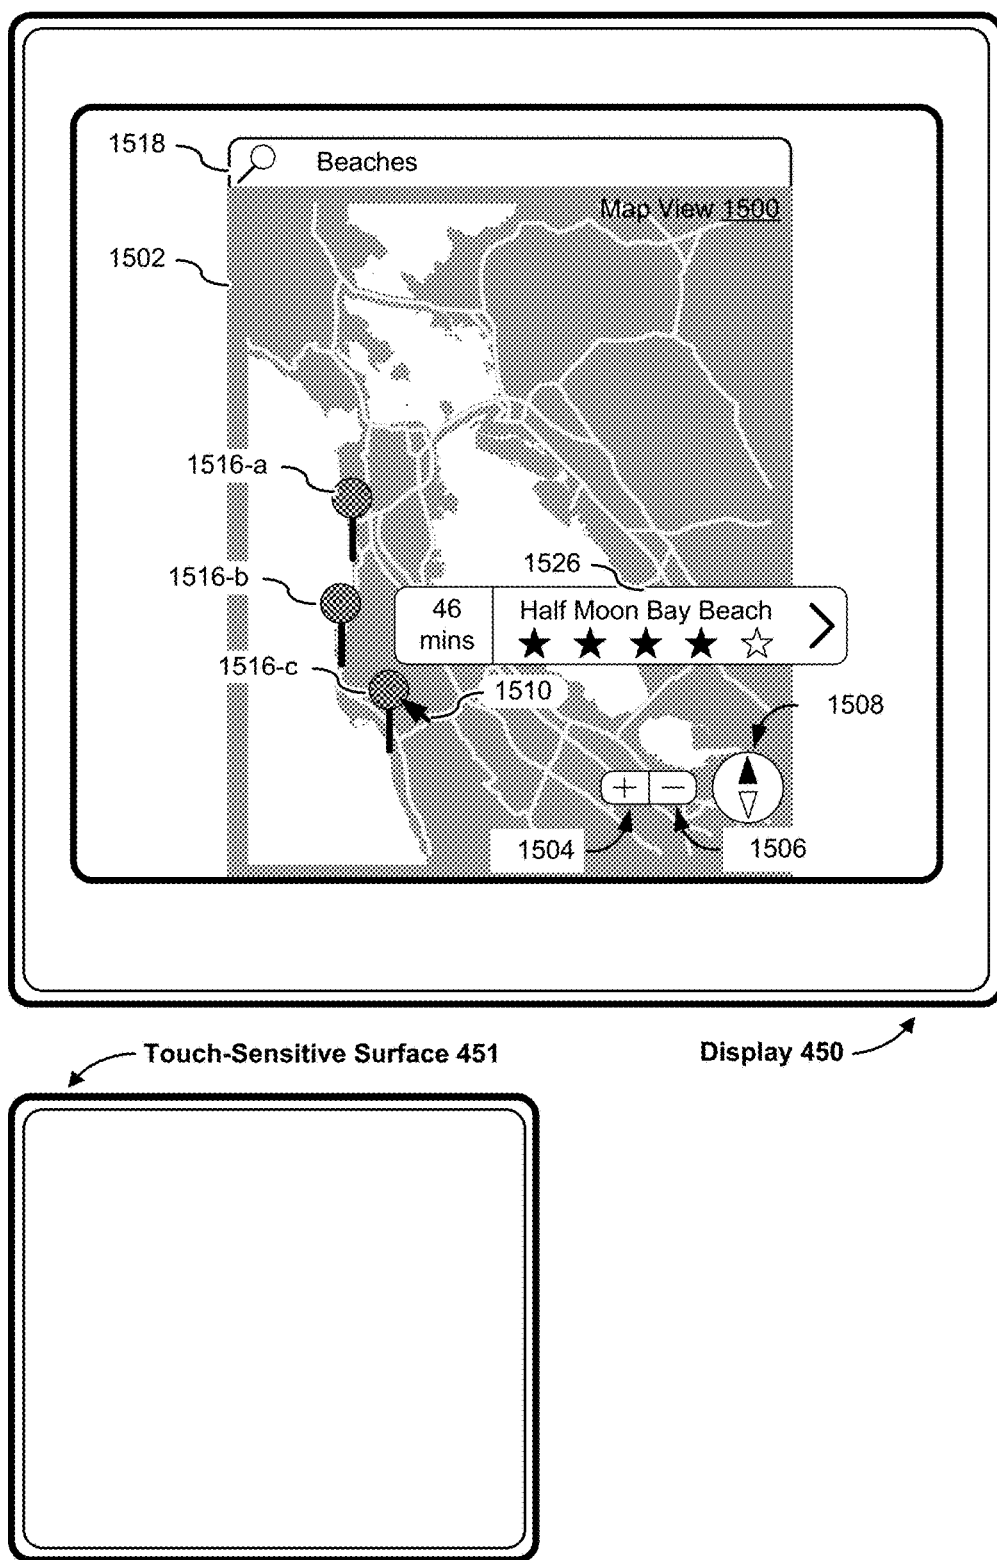 1518
Beaches
Map View 1500
1502
1516-a
1526
1516-b
46
mins
Half Moon Bay Beach
1516-c
1510
1508
1504
1506
Touch-Sensitive Surface 451
Display 450